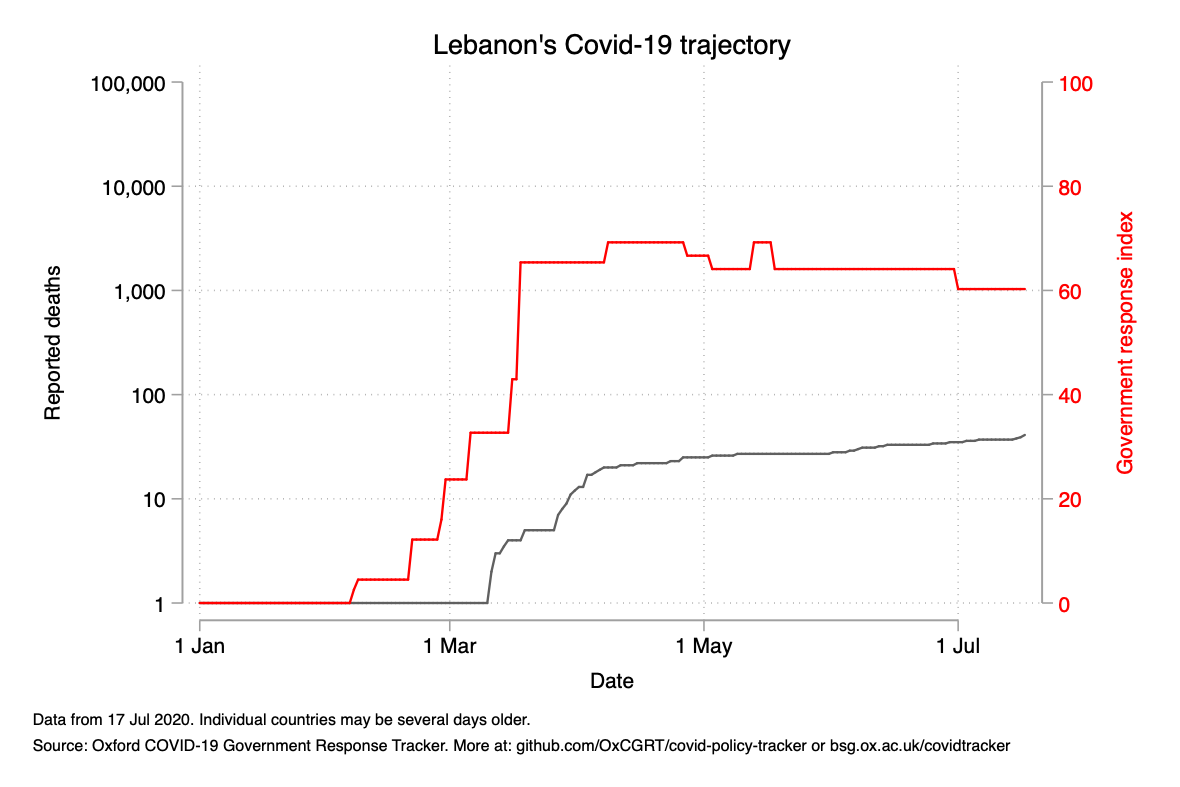 Lebanon's Covid-19 trajectory
100,000
10,000
1,000
100
10
1
Reported deaths
100
80
60
40
20
0
Government response index
1 Jan
1 Mar
1 May
1 Jul
Date
Data from 17 Jul 2020. Individual countries may be several days older.
Source: Oxford COVID-19 Government Response Tracker. More at: github.com/OxCGRT/covid-policy-tracker or bsg.ox.ac.uk/covidtracker